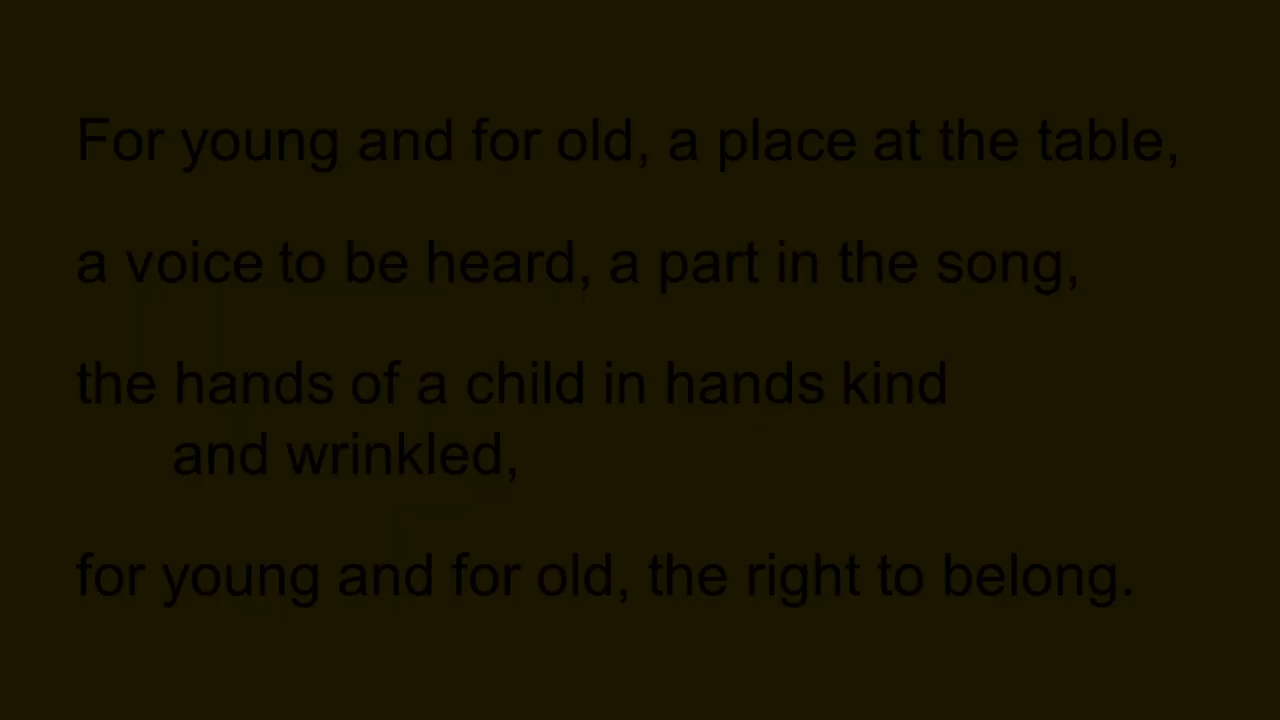 For young and for old, a place at the table,
a voice to be heard, a part in the song,
the hands of a child in hands kind
and wrinkled,
for young and for old, the right to belong.